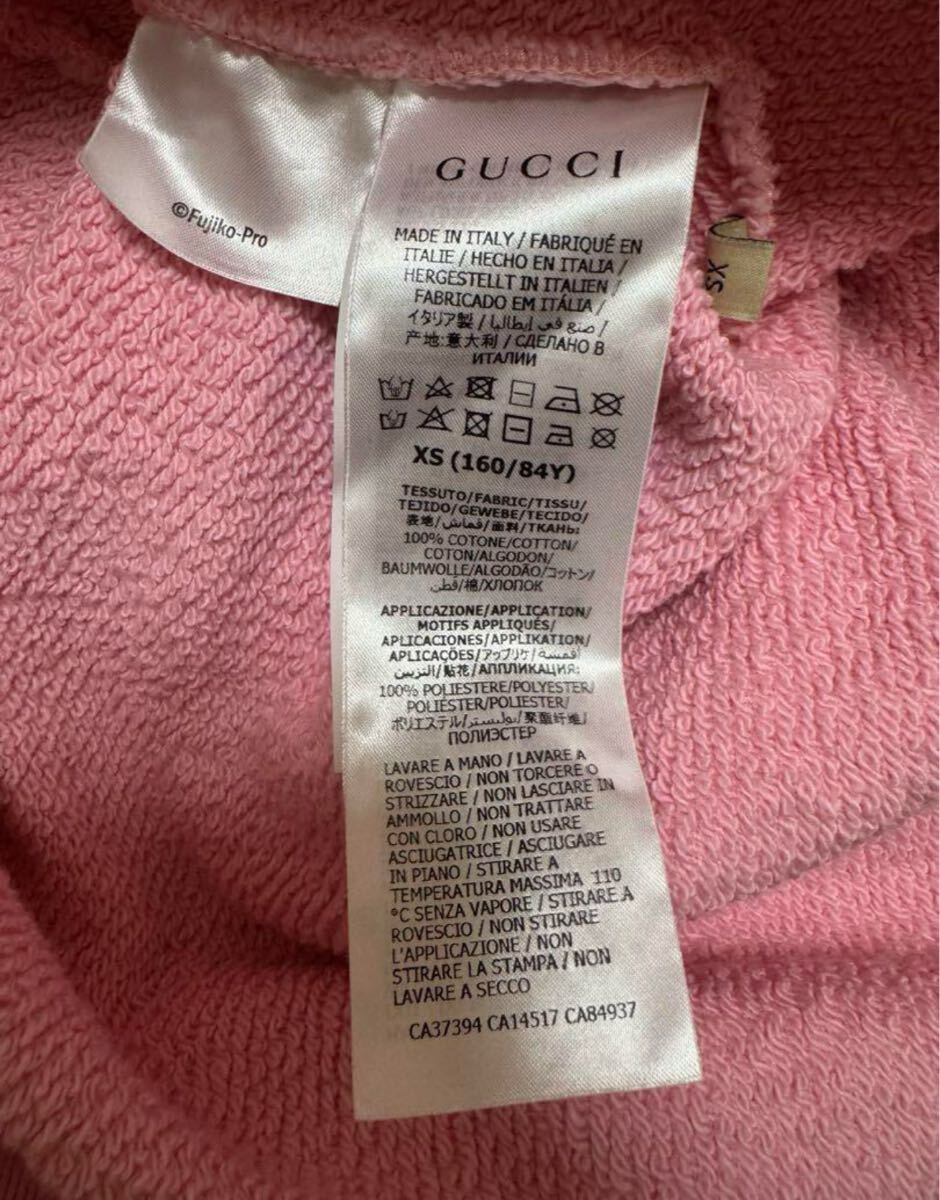 ©Fujiko-Pro
GUCCI
MADE IN ITALY / FABRIQUÉ EN
ITALIE / HECHO EN ITALIA /
HERGESTELLT IN ITALIEN /
FABRICADO EM ITÁLIA /
イタリア製 / صنع في إيطاليا /
产地:意大利 / СДЕЛАНО В
ИТАЛИИ
XS
XS (160/84Y)
TESSUTO/FABRIC/TISSU/
TEJIDO/GEWEBE/TECIDO/
表地/قماش/面料/ТКАНЬ:
100% COTONE/COTTON/
COTON/ALGODON/
BAUMWOLLE/ALGODÃO/コットン/
قطن/棉/ХЛОПОК
APPLICAZIONE/APPLICATION/
MOTIFS APPLIQUÉS/
APLICACIONES/APPLIKATION/
APLICAÇÕES/アップリケ/أقمشة
التزيين/贴花/АППЛИКАЦИЯ:
100% POLIESTERE/POLYESTER/
POLIÉSTER/POLIESTER/
ポリエステル/بوليستر/聚酯纤维/
ПОЛИЭСТЕР
LAVARE A MANO / LAVARE A
ROVESCIO / NON TORCERE O
STRIZZARE / NON LASCIARE IN
AMMOLLO / NON TRATTARE
CON CLORO / NON USARE
ASCIUGATRICE / ASCIUGARE
IN PIANO / STIRARE A
TEMPERATURA MASSIMA 110
°C SENZA VAPORE / STIRARE A
ROVESCIO / NON STIRARE
L'APPLICAZIONE / NON
STIRARE LA STAMPA / NON
LAVARE A SECCO
CA37394 CA14517 CA84937